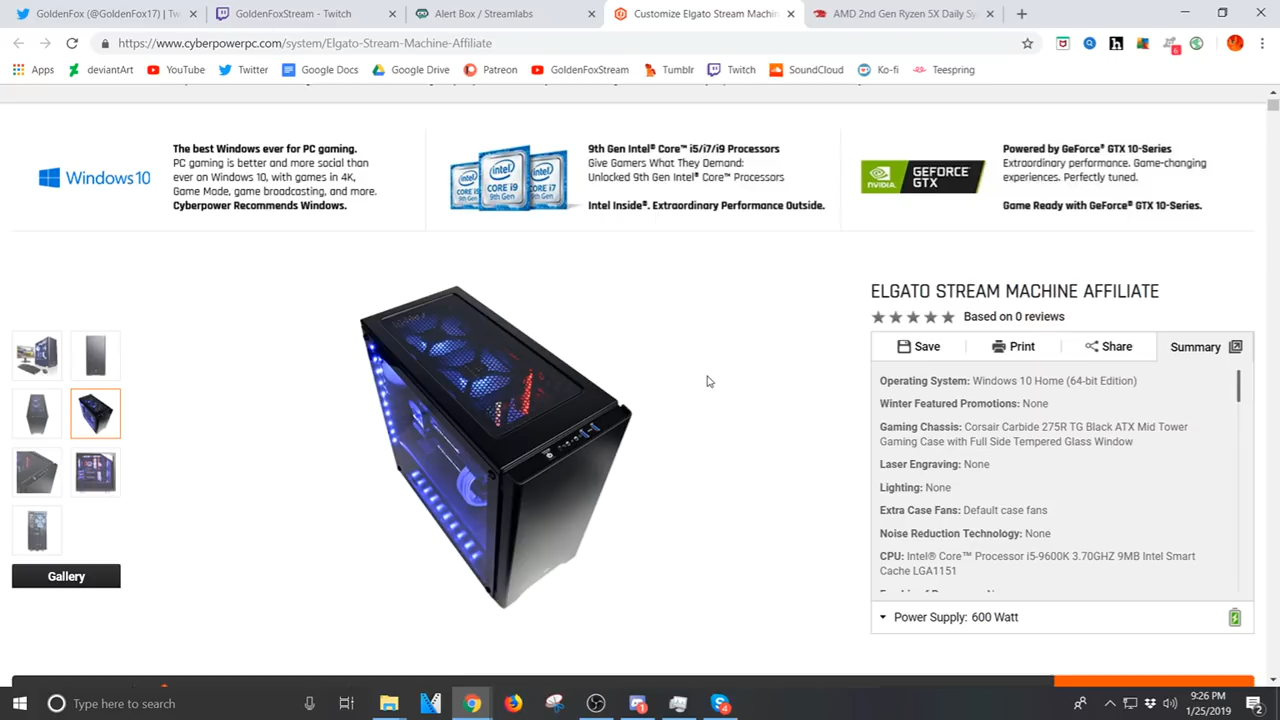 GoldenFox (@GoldenFox17) | Tw
GoldenFoxStream - Twitch
Alert Box / Streamlabs
Customize Elgato Stream Machin
AMD 2nd Gen Ryzen 5X Daily Sy
https://www.cyberpowerpc.com/system/Elgato-Stream-Machine-Affiliate
Apps
deviantArt
YouTube
Twitter
Google Docs
Google Drive
Patreon
GoldenFoxStream
Tumblr
Twitch
SoundCloud
Ko-fi
Teespring
Windows 10
The best Windows ever for PC gaming.
PC gaming is better and more social than
ever on Windows 10, with games in 4K,
Game Mode, game broadcasting, and more.
Cyberpower Recommends Windows.
9th Gen Intel® Core™ i5/i7/i9 Processors
Give Gamers What They Demand:
Unlocked 9th Gen Intel® Core™ Processors
Intel Inside®. Extraordinary Performance Outside.
NVIDIA
GEFORCE
GTX
Powered by GeForce® GTX 10-Series
Extraordinary performance. Game-changing
experiences. Perfectly tuned.
Game Ready with GeForce® GTX 10-Series.
ELGATO STREAM MACHINE AFFILIATE
Based on 0 reviews
Save
Print
Share
Summary
Operating System: Windows 10 Home (64-bit Edition)
Winter Featured Promotions: None
Gaming Chassis: Corsair Carbide 275R TG Black ATX Mid Tower
Gaming Case with Full Side Tempered Glass Window
Laser Engraving: None
Lighting: None
Extra Case Fans: Default case fans
Noise Reduction Technology: None
CPU: Intel® Core™ Processor i5-9600K 3.70GHZ 9MB Intel Smart
Cache LGA1151
Power Supply: 600 Watt
Gallery
Type here to search
9:26 PM
1/25/2019